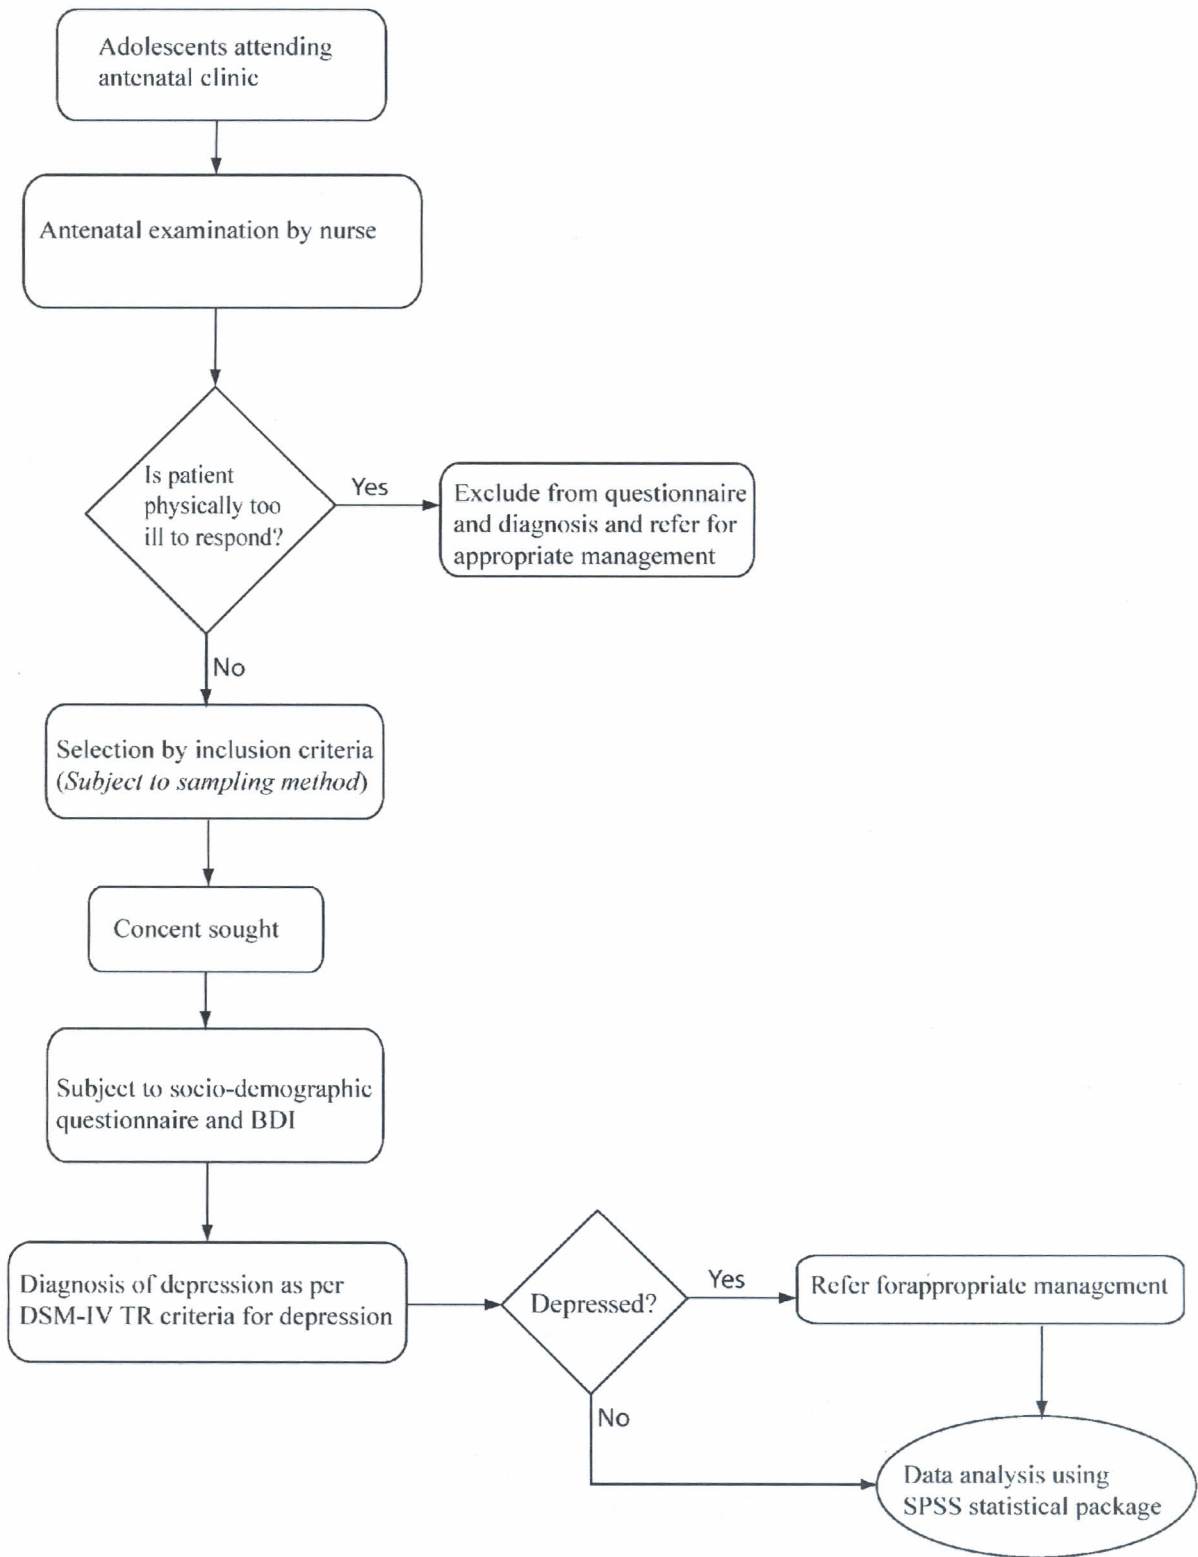 Adolescents attending
antenatal clinic
Antenatal examination by nurse
Is patient
physically too
ill to respond?
Yes
Exclude from questionnaire
and diagnosis and refer for
appropriate management
No
Selection by inclusion criteria
(Subject to sampling method)
Concent sought
Subject to socio-demographic
questionnaire and BDI
Diagnosis of depression as per
DSM-IV TR criteria for depression
Depressed?
Yes
Refer forappropriate management
No
Data analysis using
SPSS statistical package